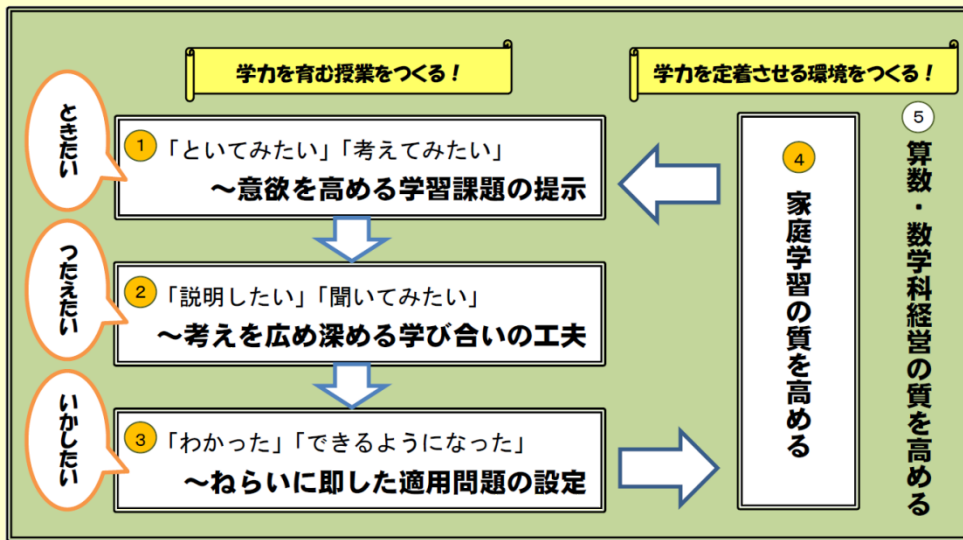 学力を育む授業をつくる！
学力を定着させる環境をつくる！
ときたい
① 「といてみたい」「考えてみたい」
～意欲を高める学習課題の提示
つたえたい
② 「説明したい」「聞いてみたい」
～考えを広め深める学び合いの工夫
いかしたい
③ 「わかった」「できるようになった」
～ねらいに即した適用問題の設定
④ 家庭学習の質を高める
⑤ 算数・数学科経営の質を高める